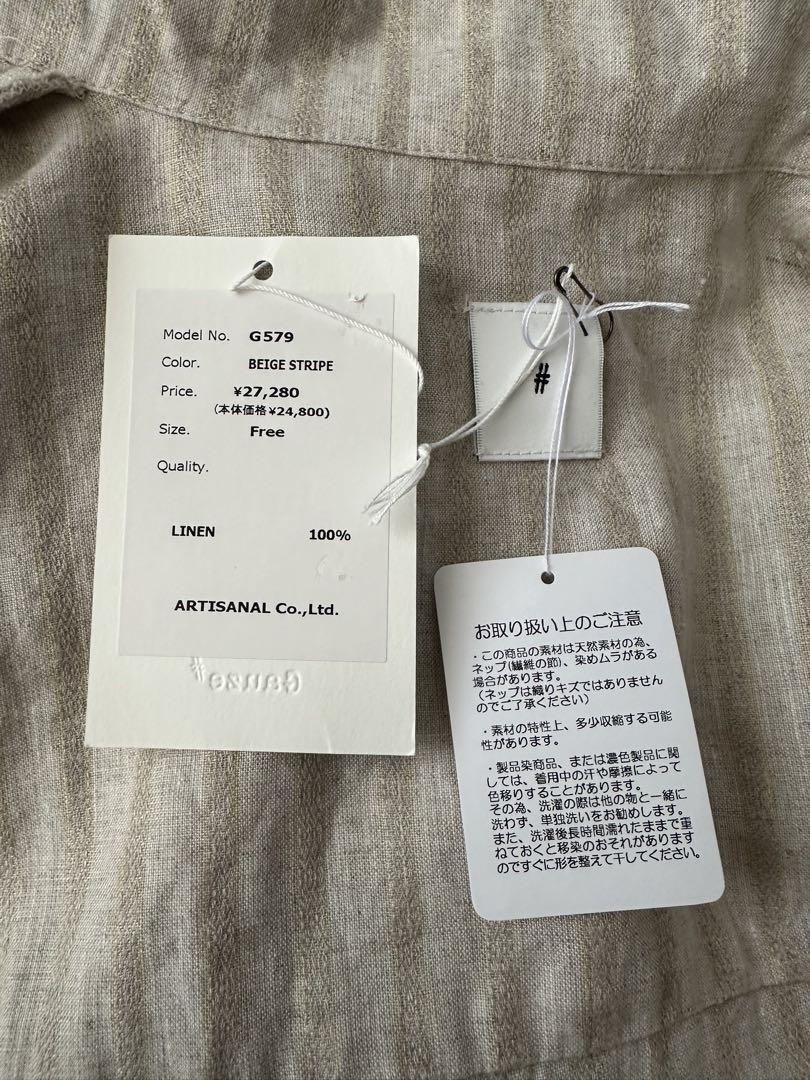 Model No. G579
Color. BEIGE STRIPE
Price. ¥27,280
(本体価格¥24,800)
Size. Free
Quality.
LINEN 100%
ARTISANAL Co.,Ltd.
Ganze#
#
お取り扱い上のご注意
・この商品の素材は天然素材の為、
ネップ(繊維の節)、染めムラがある
場合があります。
(ネップは織りキズではありません
のでご了承ください)
・素材の特性上、多少収縮する可能
性があります。
・製品染商品、または濃色製品に関
しては、着用中の汗や摩擦によって
色移りすることがあります。
その為、洗濯の際は他の物と一緒に
洗わず、単独洗いをお勧めします。
また、洗濯後長時間濡れたままで重
ねておくと移染のおそれがあります
のですぐに形を整えて干してください。